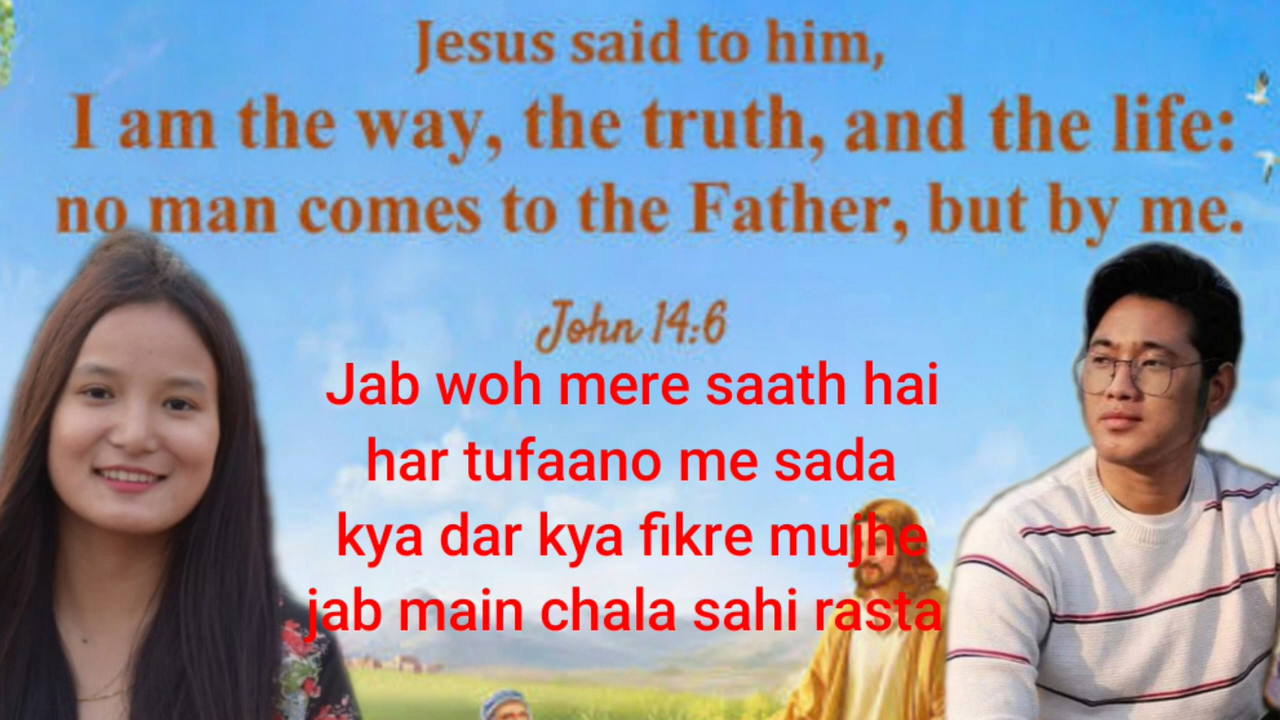 Jesus said to him,
I am the way, the truth, and the life:
no man comes to the Father, but by me.
John 14:6
Jab woh mere saath hai
har tufaano me sada
kya dar kya fikre mujhe
jab main chala sahi rasta